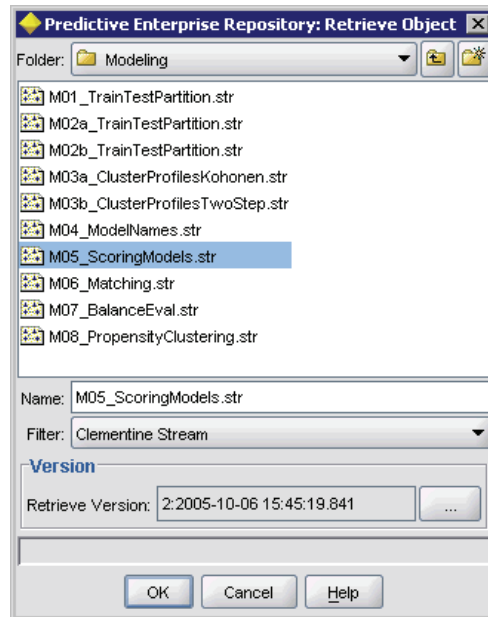 Predictive Enterprise Repository: Retrieve Object
Folder: Modeling
M01_TrainTestPartition.str
M02a_TrainTestPartition.str
M02b_TrainTestPartition.str
M03a_ClusterProfilesKohonen.str
M03b_ClusterProfilesTwoStep.str
M04_ModelNames.str
M05_ScoringModels.str
M06_Matching.str
M07_BalanceEval.str
M08_PropensityClustering.str
Name: M05_ScoringModels.str
Filter: Clementine Stream
Version
Retrieve Version: 2:2005-10-06 15:45:19.841 ...
OK Cancel Help